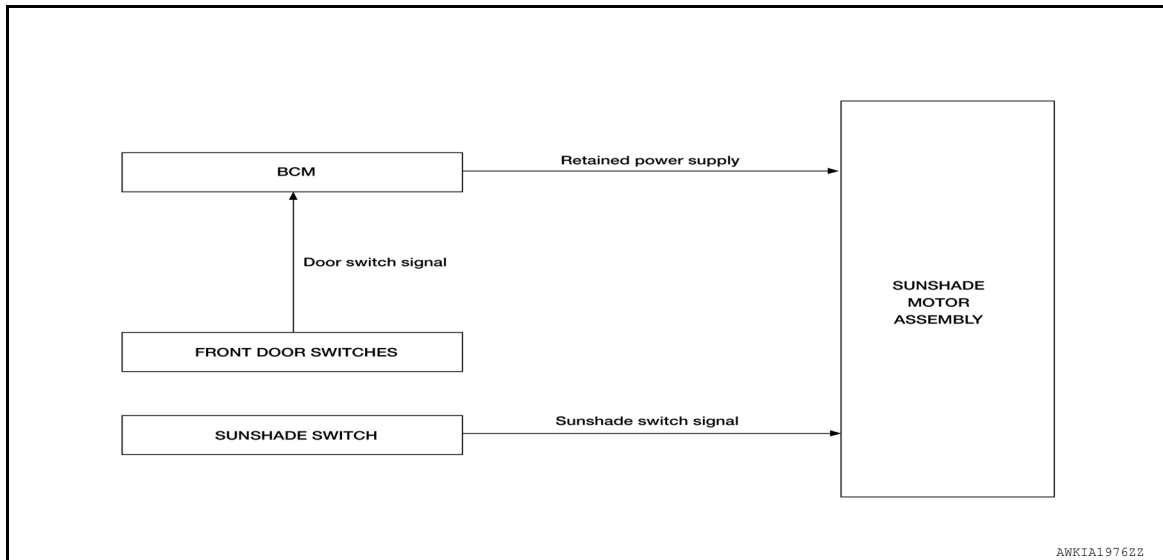 BCM
Retained power supply
Door switch signal
SUNSHADE
MOTOR
ASSEMBLY
FRONT DOOR SWITCHES
SUNSHADE SWITCH
Sunshade switch signal
AWKIA1976ZZ